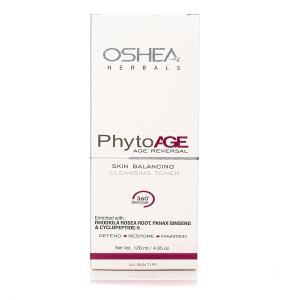 OSHEA
HERBALS
PhytoAGE
AGE REVERSAL
SKIN BALANCING
CLEANSING TONER
360°
Enriched with
RHODIOLA ROSEA ROOT, PANAX GINSENG
& CYCLOPEPTIDE-5
DEFEND • RESTORE • MAINTAIN
Net Vol. 120 ml / 4.05 oz
ALL SKIN TYPE